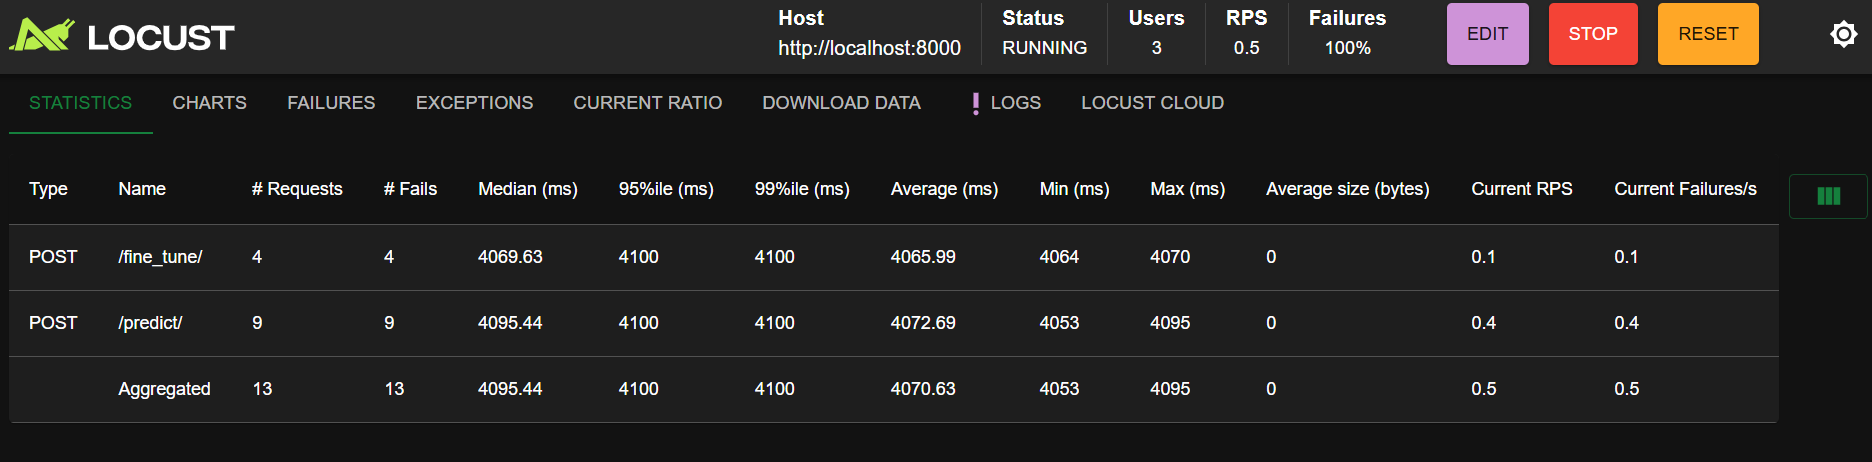 LOCUST
Host Status Users RPS Failures
http://localhost:8000 RUNNING 3 0.5 100%
EDIT STOP RESET
STATISTICS CHARTS FAILURES EXCEPTIONS CURRENT RATIO DOWNLOAD DATA ! LOGS LOCUST CLOUD
Type Name # Requests # Fails Median (ms) 95%ile (ms) 99%ile (ms) Average (ms) Min (ms) Max (ms) Average size (bytes) Current RPS Current Failures/s
POST /fine_tune/ 4 4 4069.63 4100 4100 4065.99 4064 4070 0 0.1 0.1
POST /predict/ 9 9 4095.44 4100 4100 4072.69 4053 4095 0 0.4 0.4
Aggregated 13 13 4095.44 4100 4100 4070.63 4053 4095 0 0.5 0.5